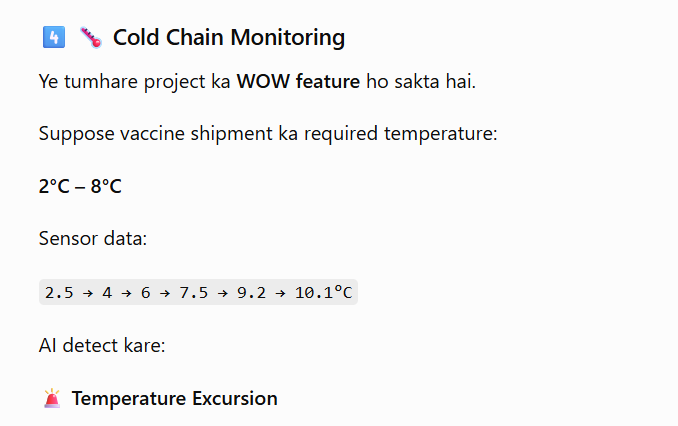 4️⃣ 🌡️ Cold Chain Monitoring
Ye tumhare project ka WOW feature ho sakta hai.
Suppose vaccine shipment ka required temperature:
2°C – 8°C
Sensor data:
2.5 → 4 → 6 → 7.5 → 9.2 → 10.1°C
AI detect kare:
🚨 Temperature Excursion